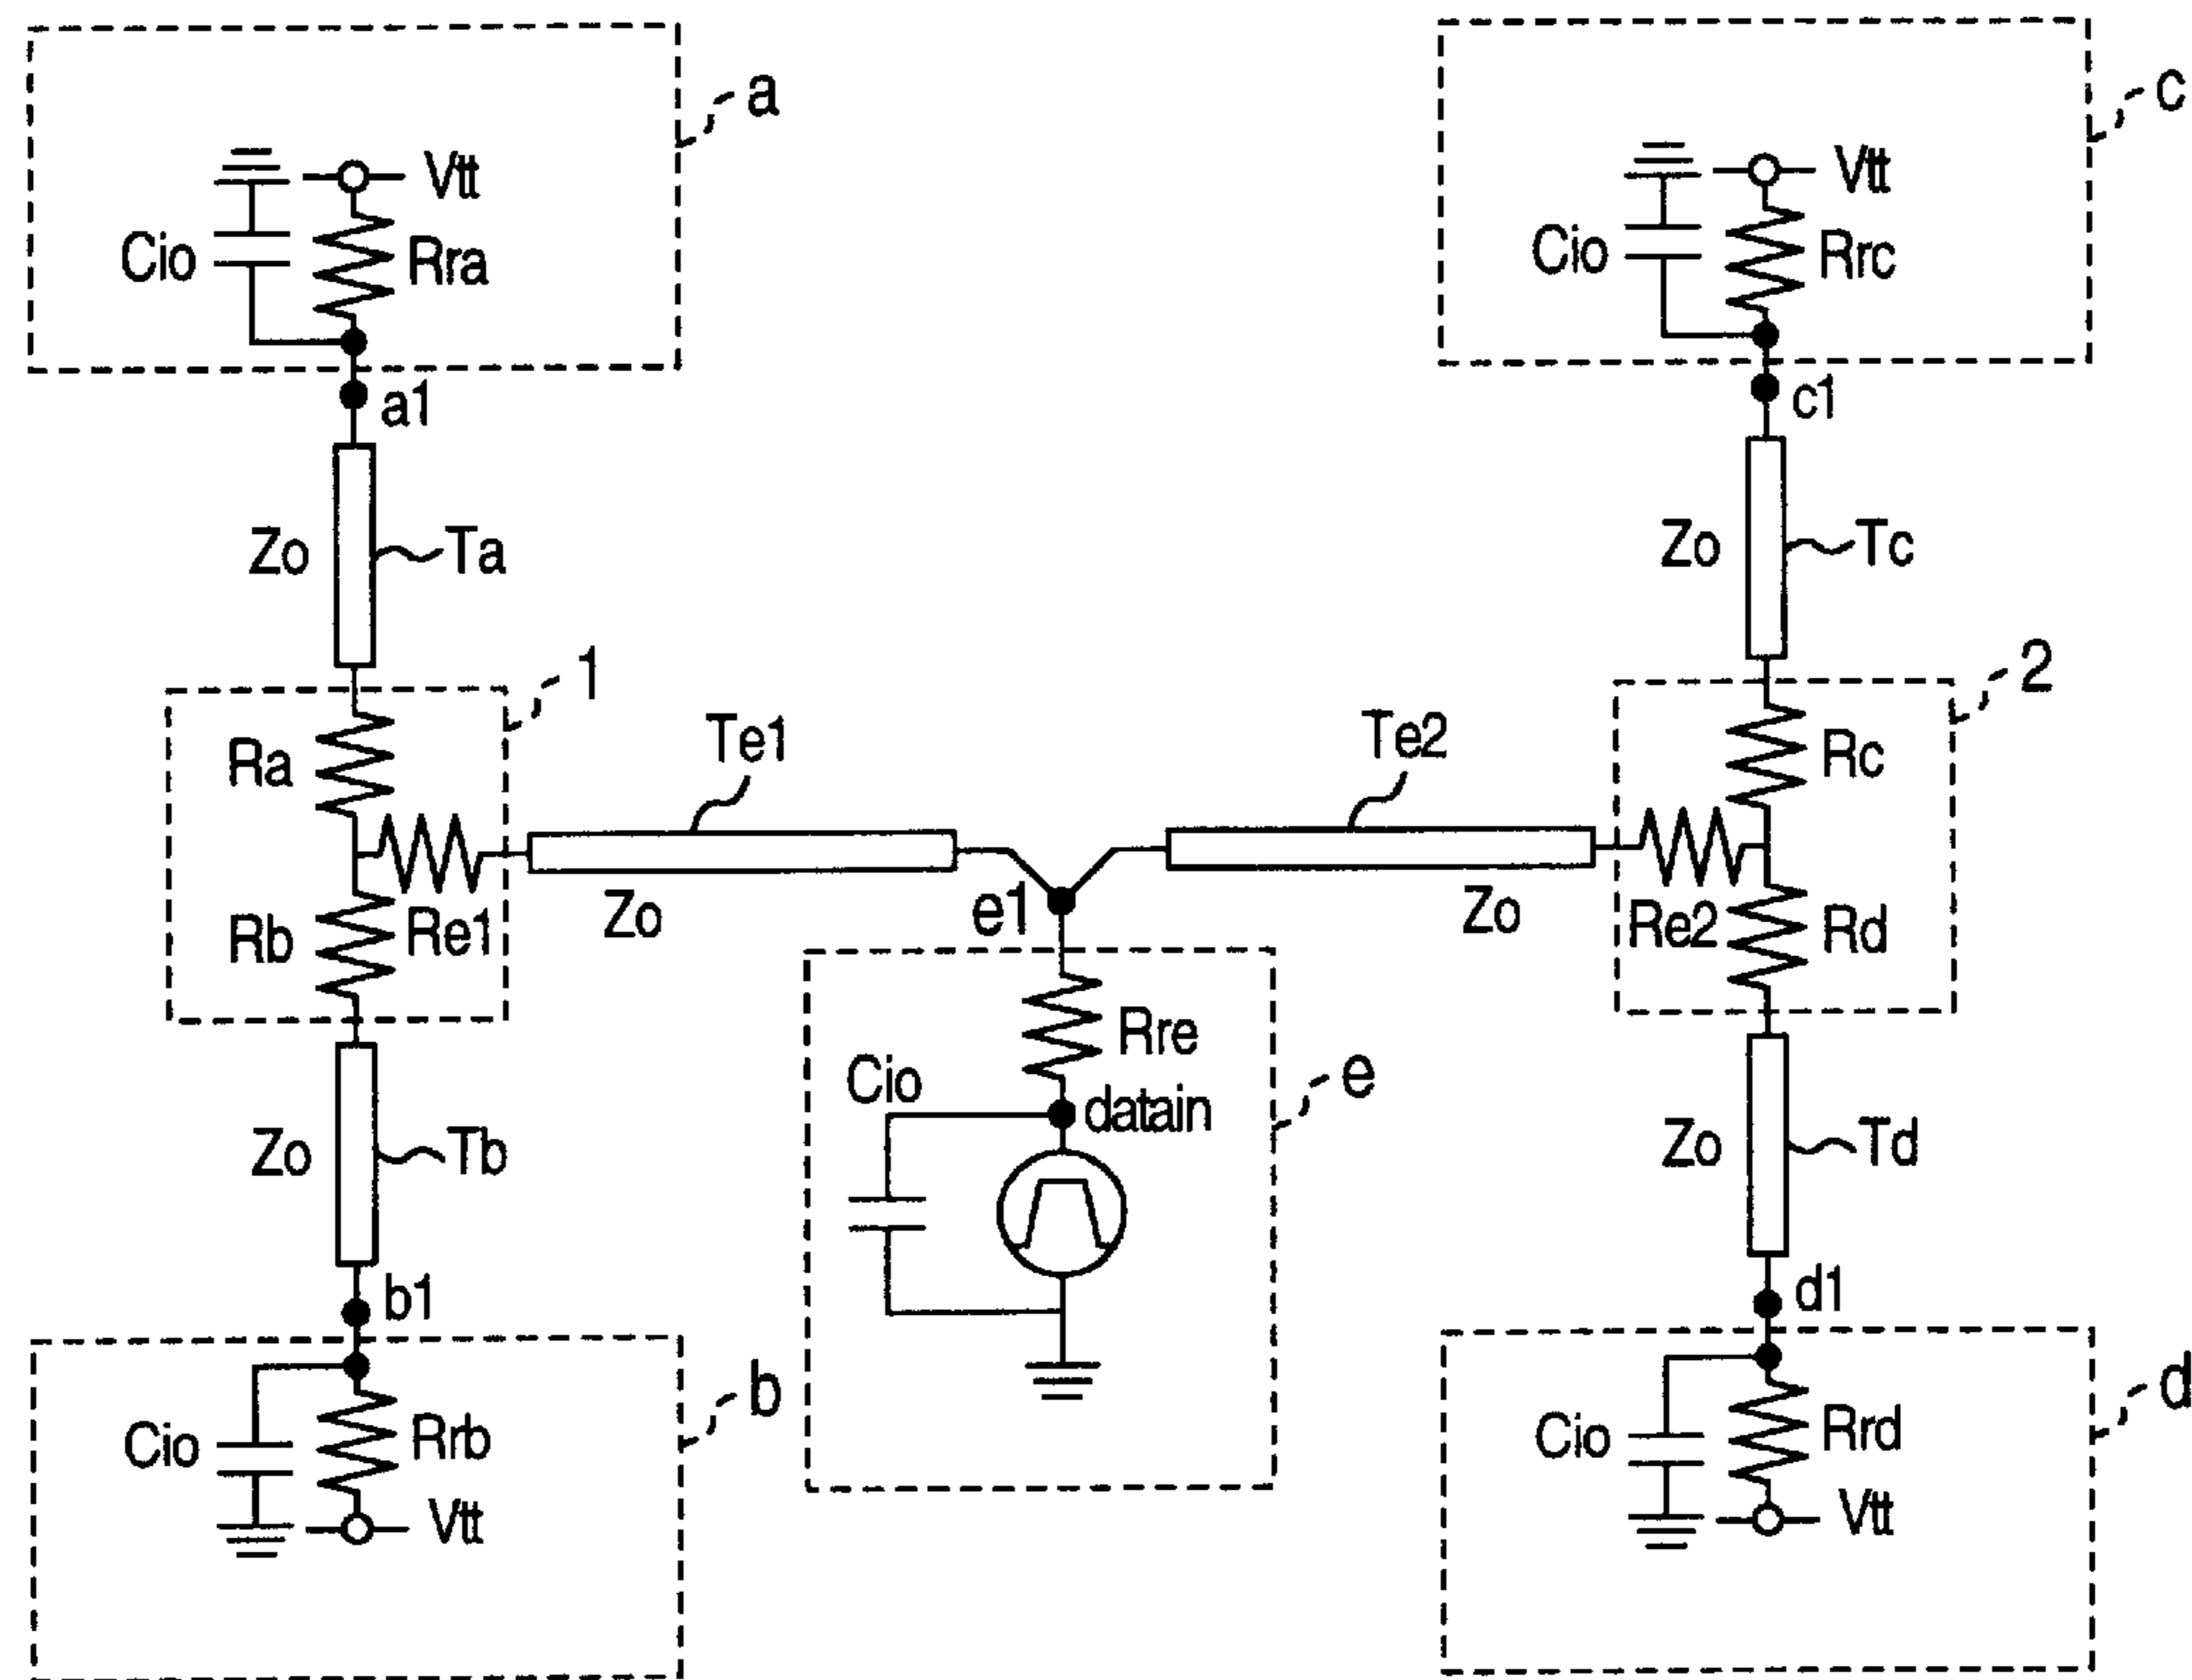 a
Vtt
Cio
Rra
a1
Zo
Ta
1
Ra
Rb
Re1
Te1
Zo
Zo
Tb
b1
b
Cio
Rrb
Vtt
e1
Rre
Cio
datain
e
c
Vtt
Cio
Rrc
c1
Zo
Tc
2
Te2
Zo
Rc
Re2
Rd
Zo
Td
d1
d
Cio
Rrd
Vtt